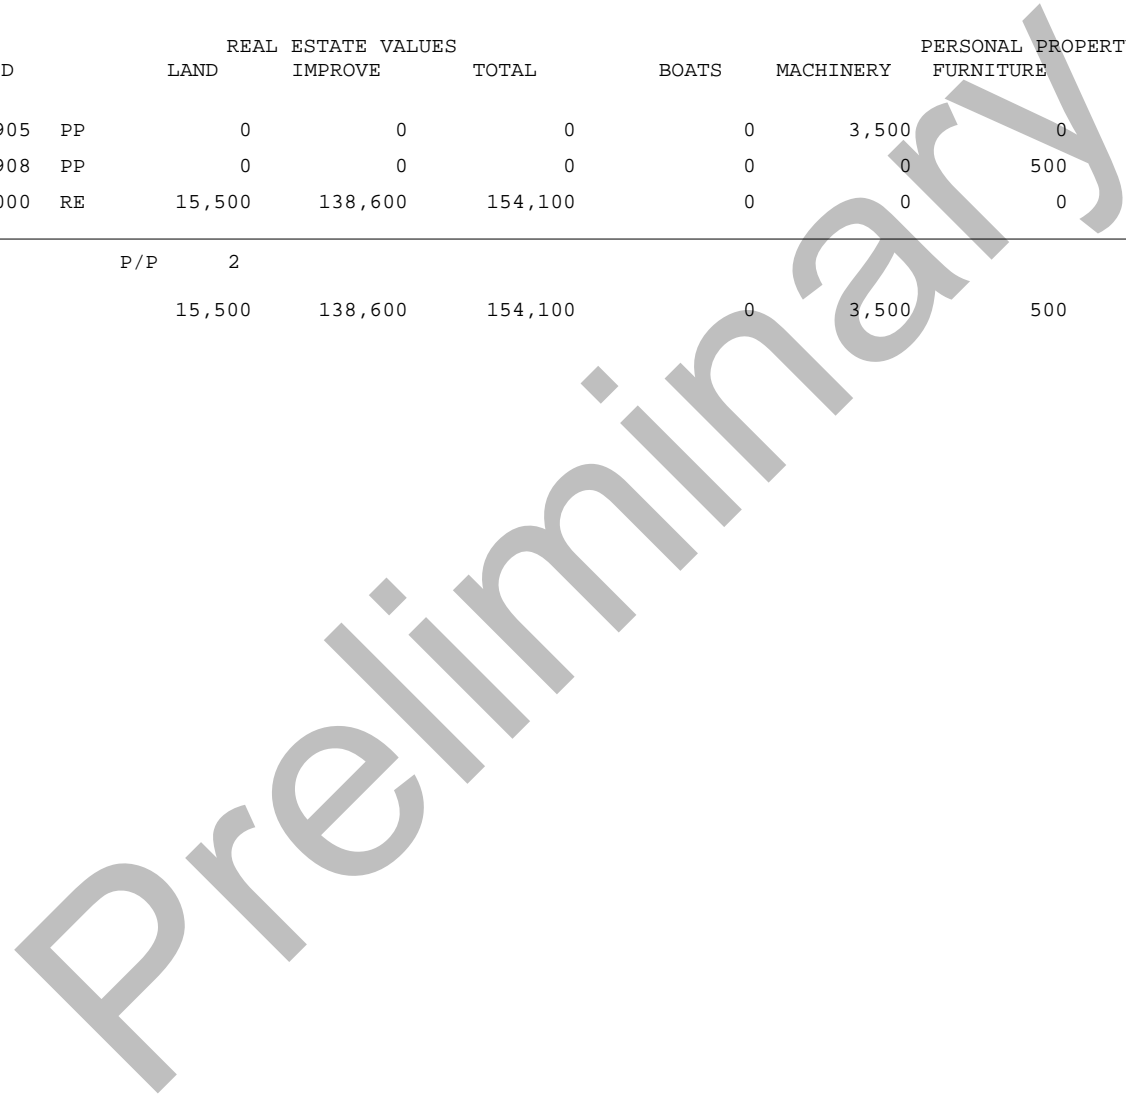 REAL ESTATE VALUES PERSONAL PROPERT
D LAND IMPROVE TOTAL BOATS MACHINERY FURNITURE
905 PP 0 0 0 0 3,500 0
908 PP 0 0 0 0 0 500
000 RE 15,500 138,600 154,100 0 0 0
P/P 2
15,500 138,600 154,100 0 3,500 500
Preliminary